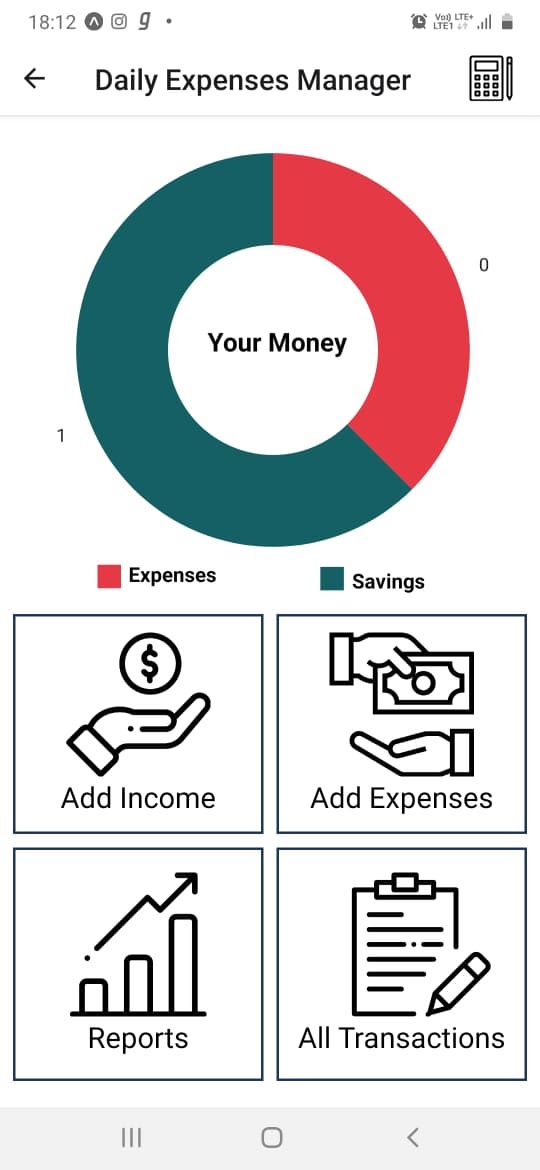 18:12 g •
Vo) LTE+
LTE1
Daily Expenses Manager
0
Your Money
1
Expenses
Savings
$
Add Income
Add Expenses
Reports
All Transactions